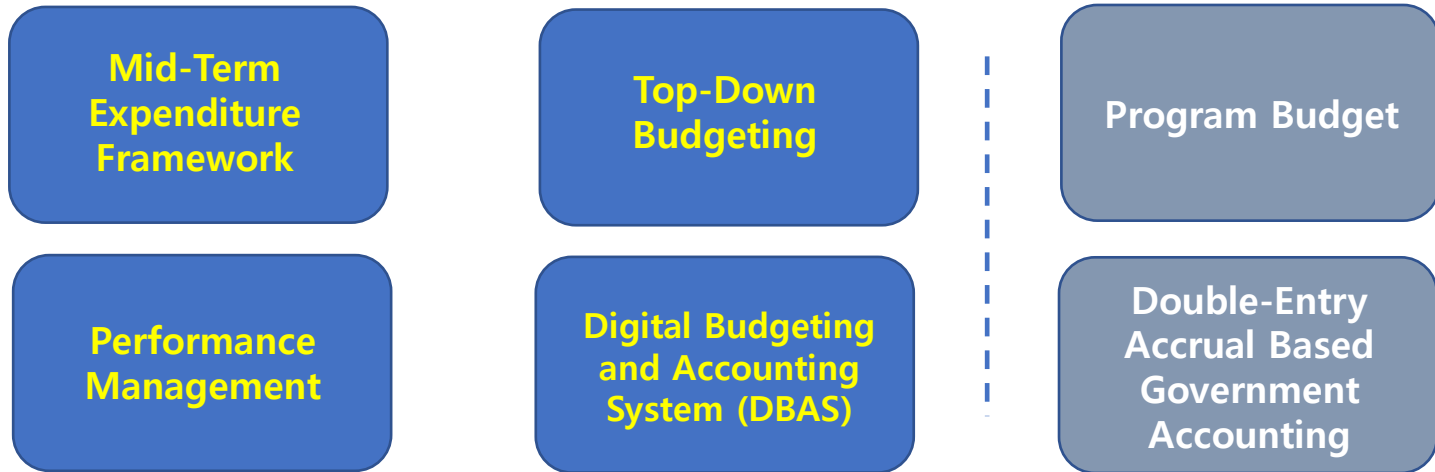 Mid-Term
Expenditure
Framework
Top-Down
Budgeting
Program Budget
Performance
Management
Digital Budgeting
and Accounting
System (DBAS)
Double-Entry
Accrual Based
Government
Accounting